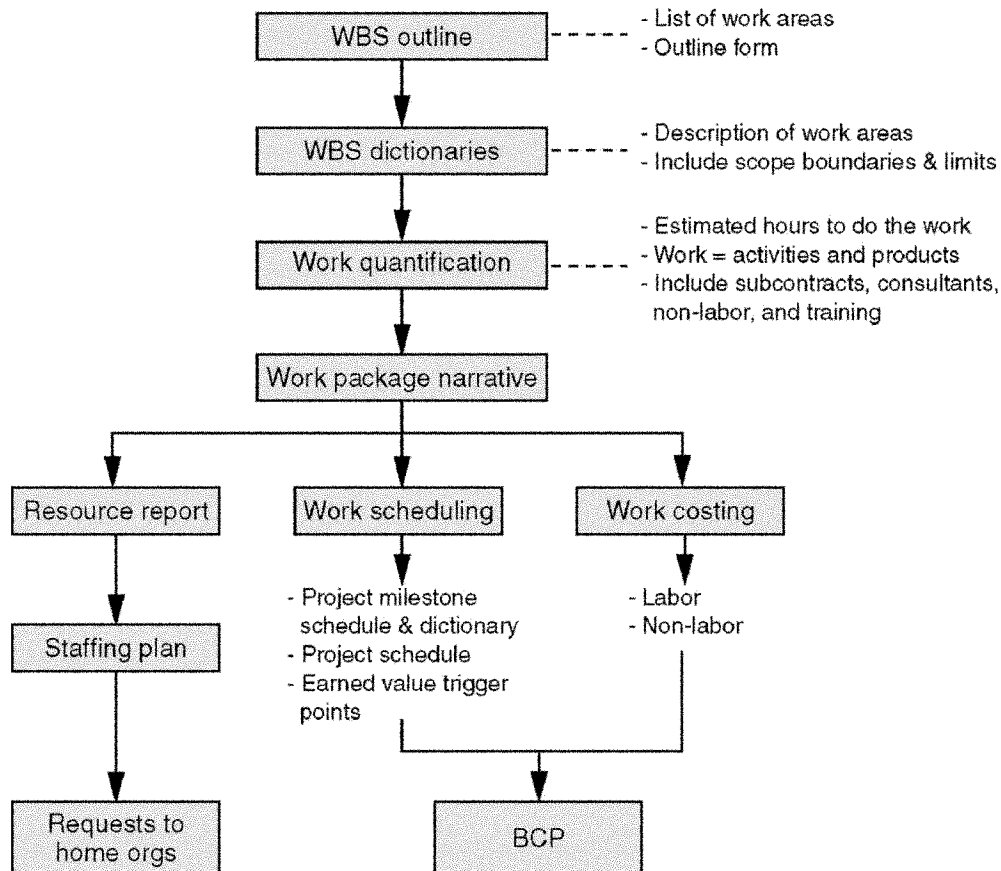 WBS outline
- List of work areas
- Outline form
WBS dictionaries
- Description of work areas
- Include scope boundaries & limits
Work quantification
- Estimated hours to do the work
- Work = activities and products
- Include subcontracts, consultants,
non-labor, and training
Work package narrative
Resource report
Work scheduling
Work costing
- Project milestone
schedule & dictionary
- Project schedule
- Earned value trigger
points
- Labor
- Non-labor
Staffing plan
Requests to
home orgs
BCP